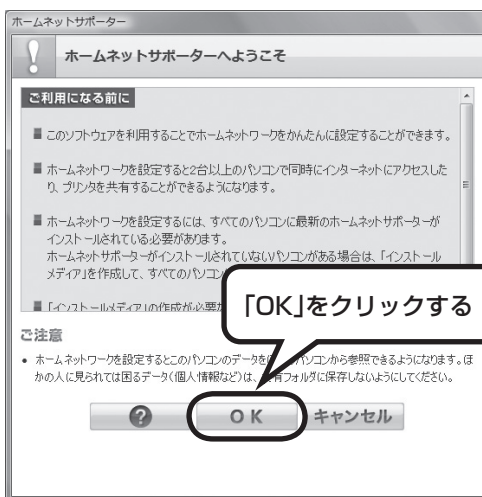 ホームネットサポーター
ホームネットサポーターへようこそ
ご利用になる前に
このソフトウェアを利用することでホームネットワークをかんたんに設定することができます。
ホームネットワークを設定すると2台以上のパソコンで同時にインターネットにアクセスした
り、プリンタを共有することができるようになります。
ホームネットワークを設定するには、すべてのパソコンに最新のホームネットサポーターが
インストールされている必要があります。
ホームネットサポーターがインストールされていないパソコンがある場合は、「インストール
メディア」を作成して、すべてのパソコン
「インストールメディア」の作成が必要
「OK」をクリックする
ご注意
• ホームネットワークを設定するとこのパソコンのデータを パソコンから参照できるようになります。ほ
かの人に見られては困るデータ(個人情報など)は、 有フォルダに保存しないようにしてください。
? OK キャンセル